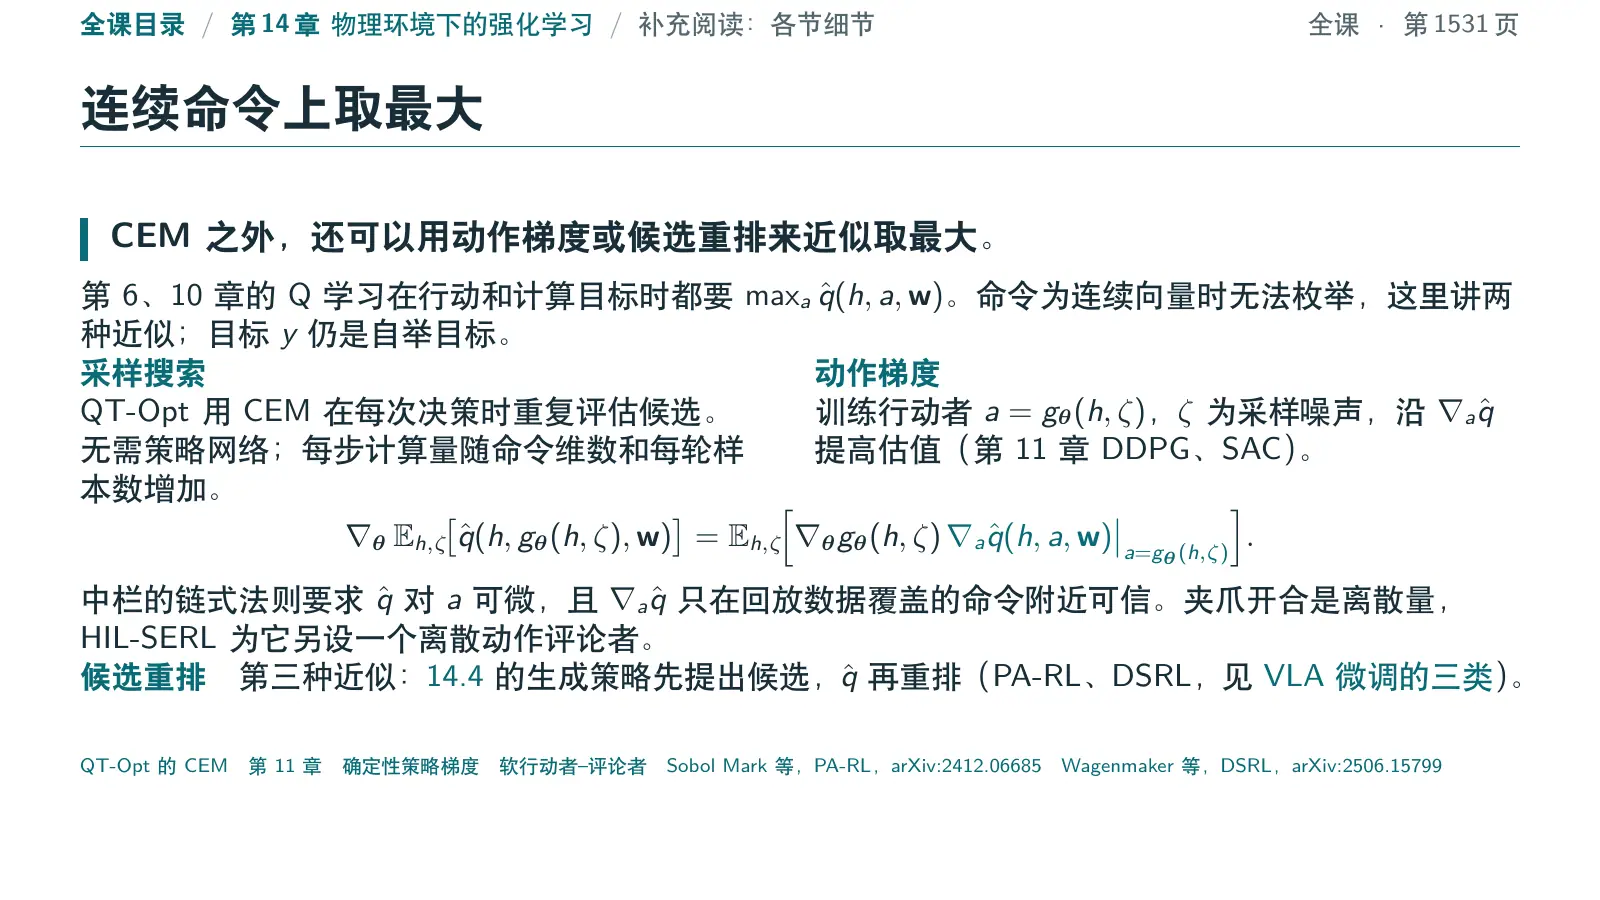 全课目录 / 第 14 章 物理环境下的强化学习 / 补充阅读：各节细节
全课 · 第 1531 页
连续命令上取最大
CEM 之外，还可以用动作梯度或候选重排来近似取最大。
第 6、10 章的 Q 学习在行动和计算目标时都要 maxₐ q̂(h, a, w)。命令为连续向量时无法枚举，这里讲两
种近似；目标 y 仍是自举目标。
采样搜索
QT-Opt 用 CEM 在每次决策时重复评估候选。
无需策略网络；每步计算量随命令维数和每轮样
本数增加。
动作梯度
训练行动者 a = g_θ(h, ζ)，ζ 为采样噪声，沿 ∇ₐq̂
提高估值（第 11 章 DDPG、SAC）。
∇_θ 𝔼_{h,ζ}[q̂(h, g_θ(h, ζ), w)] = 𝔼_{h,ζ}[∇_θ g_θ(h, ζ) ∇ₐq̂(h, a, w)|_{a=g_θ(h,ζ)}].
中栏的链式法则要求 q̂ 对 a 可微，且 ∇ₐq̂ 只在回放数据覆盖的命令附近可信。夹爪开合是离散量，
HIL-SERL 为它另设一个离散动作评论者。
候选重排 第三种近似：14.4 的生成策略先提出候选，q̂ 再重排（PA-RL、DSRL，见 VLA 微调的三类）。
QT-Opt 的 CEM 第 11 章 确定性策略梯度 软行动者–评论者 Sobol Mark 等，PA-RL，arXiv:2412.06685 Wagenmaker 等，DSRL，arXiv:2506.15799